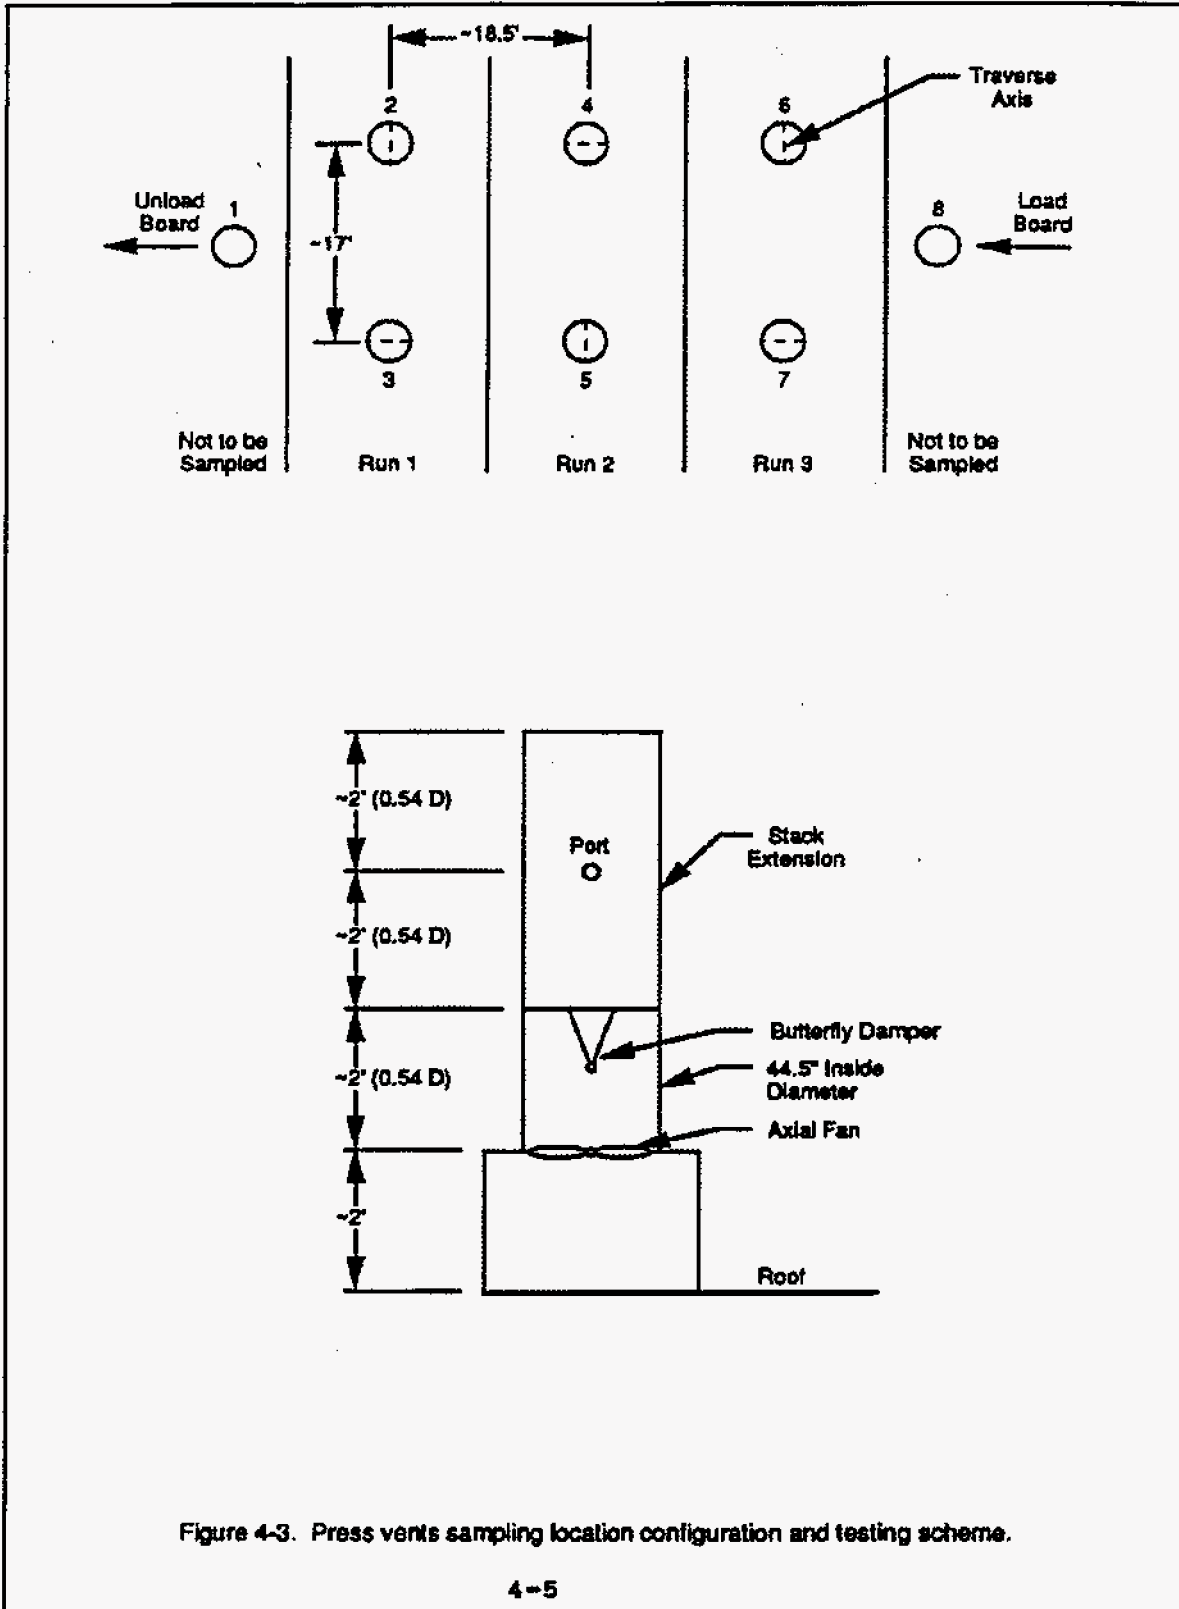 ~18.5'
Traverse
Axis
2
4
6
Unload
Board
1
~17'
8
Load
Board
3
5
7
Not to be
Sampled
Run 1
Run 2
Run 3
Not to be
Sampled
~2' (0.54 D)
Port
Stack
Extension
~2' (0.54 D)
Butterfly Damper
~2' (0.54 D)
44.5" Inside
Diameter
Axial Fan
~2'
Roof
Figure 4-3. Press vents sampling location configuration and testing scheme.
4-5